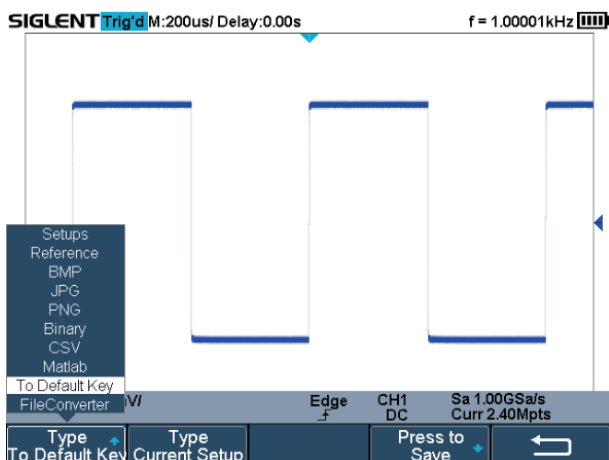 SIGLENT Trig'd M:200us/ Delay:0.00s f = 1.00001kHz
Setups
Reference
BMP
JPG
PNG
Binary
CSV
Matlab
To Default Key
FileConverter V/ Edge CH1 Sa 1.00GSa/s
DC Curr 2.40Mpts
Type Type Press to
To Default Key Current Setup Save